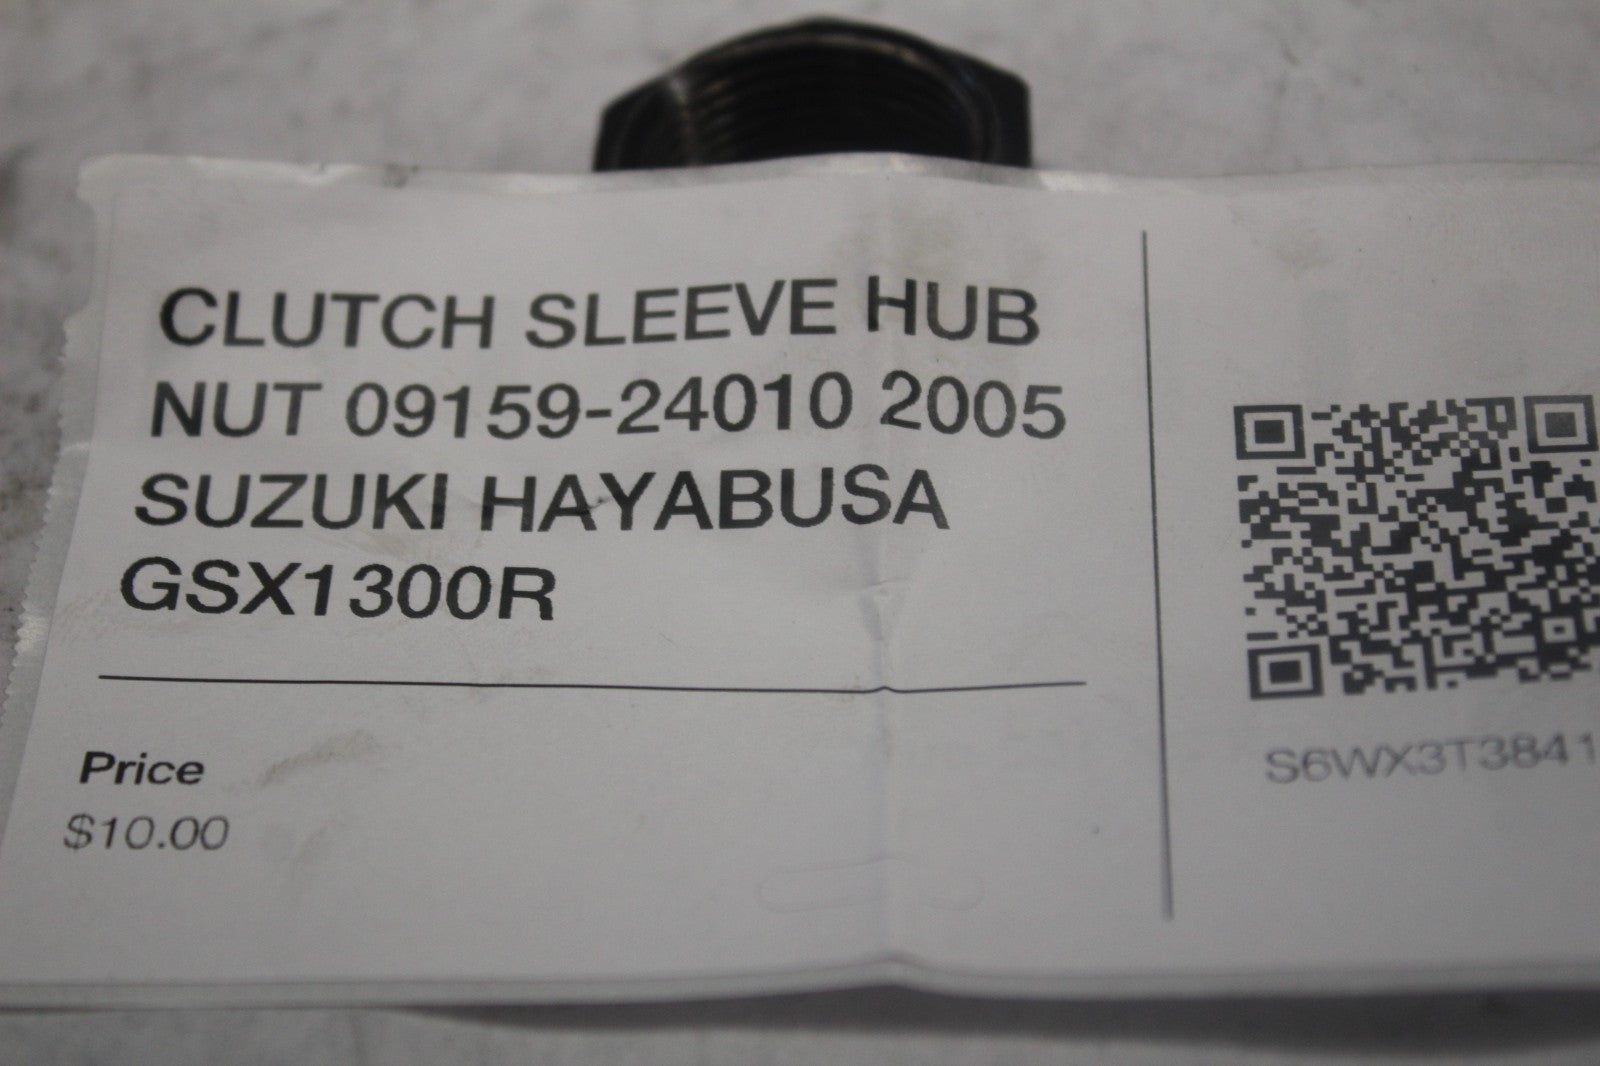 CLUTCH SLEEVE HUB
NUT 09159-24010 2005
SUZUKI HAYABUSA
GSX1300R
Price
$10.00
S6WX3T3841